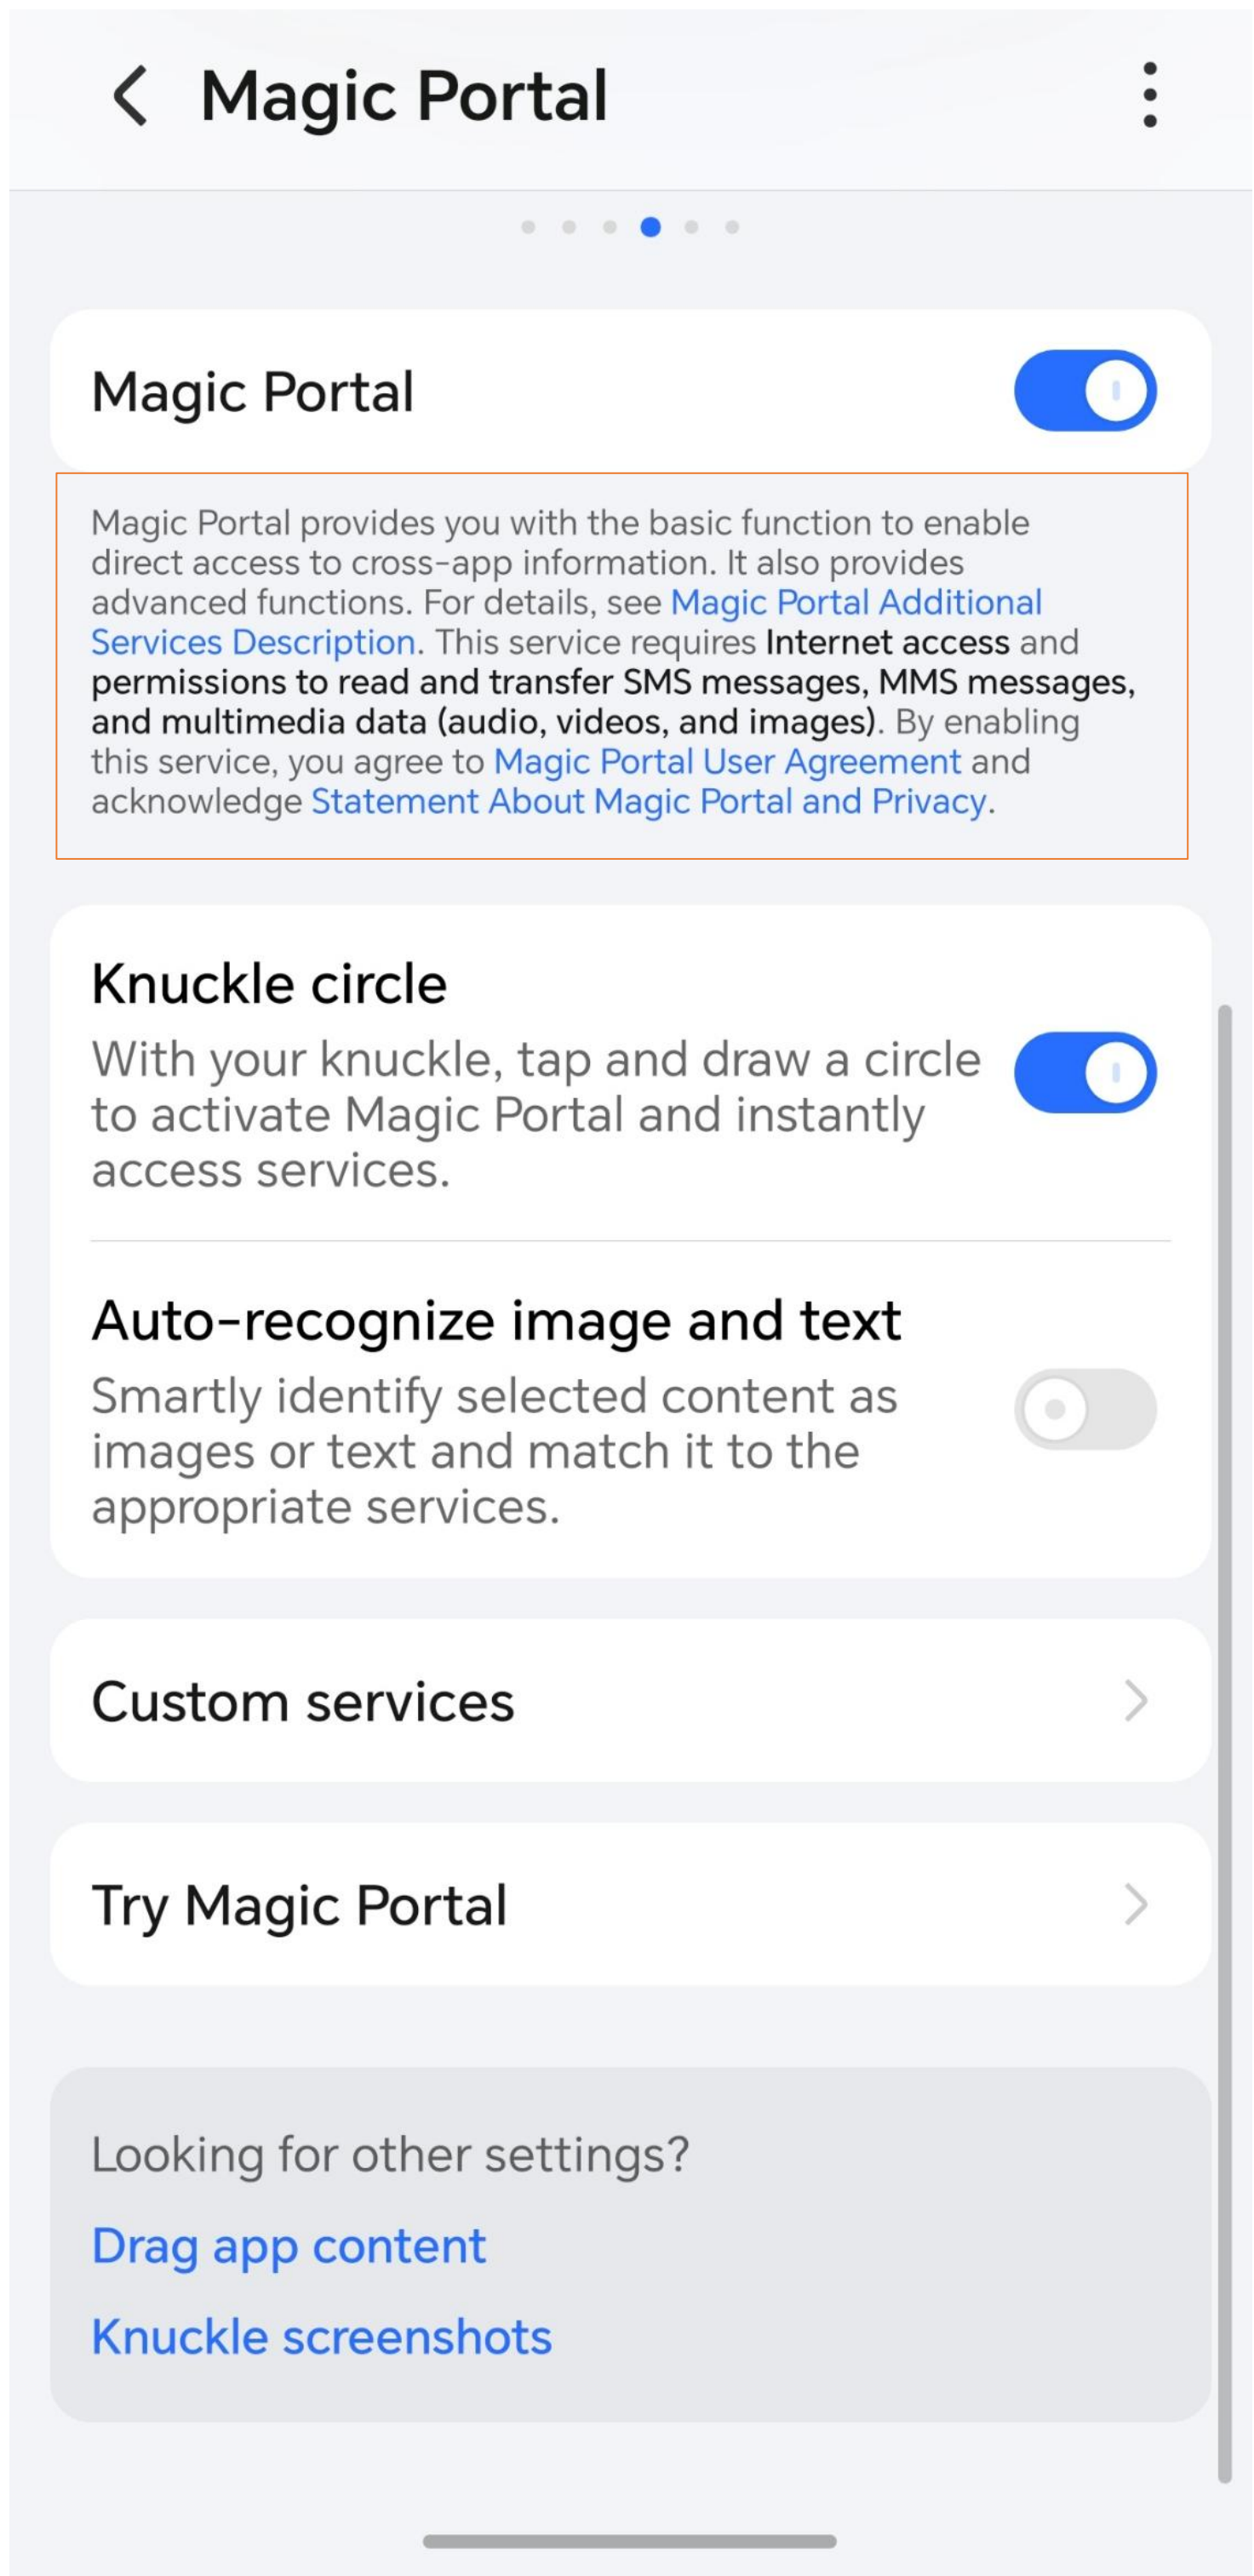 Magic Portal
Magic Portal
Magic Portal provides you with the basic function to enable
direct access to cross-app information. It also provides
advanced functions. For details, see Magic Portal Additional
Services Description. This service requires Internet access and
permissions to read and transfer SMS messages, MMS messages,
and multimedia data (audio, videos, and images). By enabling
this service, you agree to Magic Portal User Agreement and
acknowledge Statement About Magic Portal and Privacy.
Knuckle circle
With your knuckle, tap and draw a circle
to activate Magic Portal and instantly
access services.
Auto-recognize image and text
Smartly identify selected content as
images or text and match it to the
appropriate services.
Custom services
Try Magic Portal
Looking for other settings?
Drag app content
Knuckle screenshots